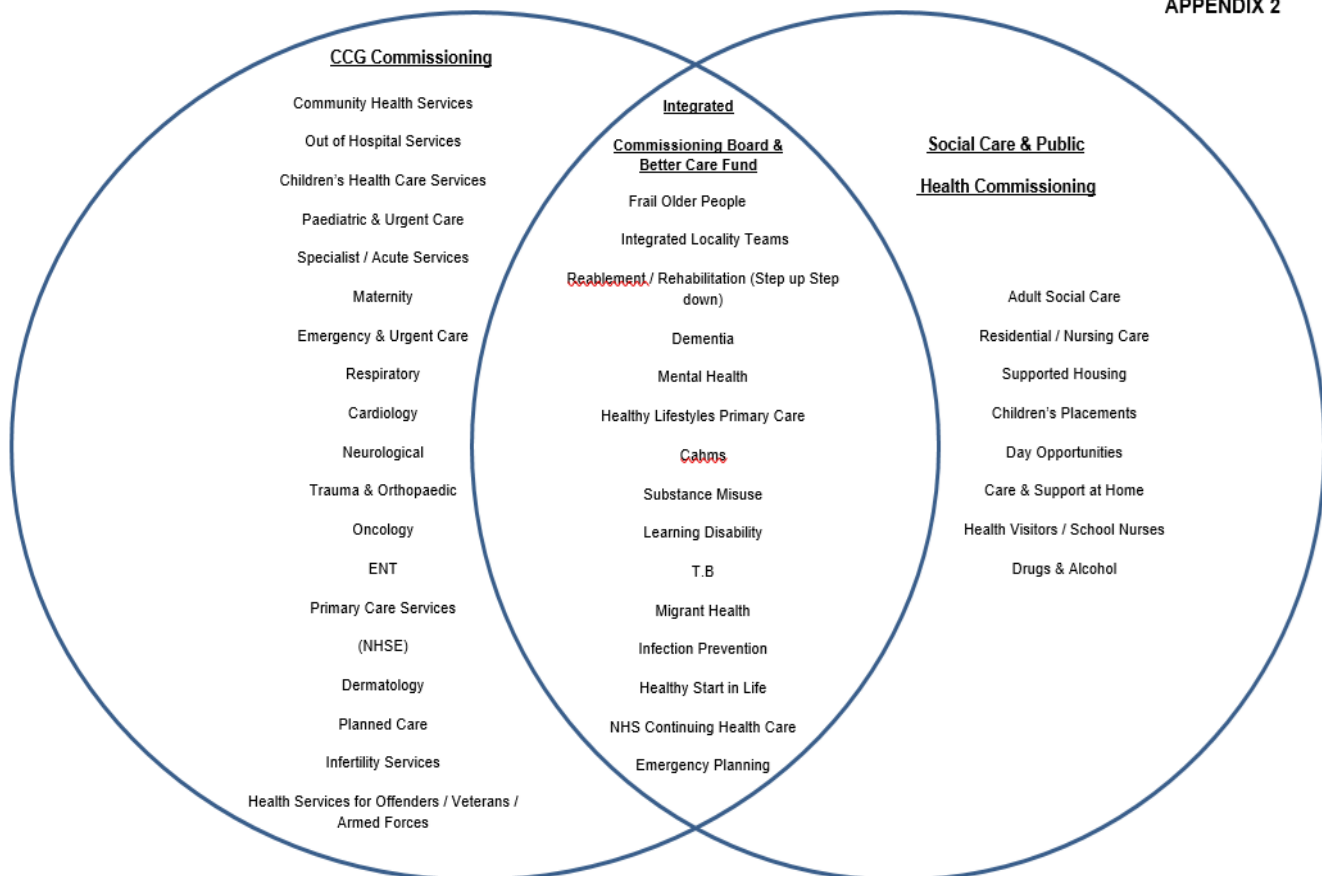 APPENDIX 2
CCG Commissioning
Community Health Services
Out of Hospital Services
Children's Health Care Services
Paediatric & Urgent Care
Specialist / Acute Services
Maternity
Emergency & Urgent Care
Respiratory
Cardiology
Neurological
Trauma & Orthopaedic
Oncology
ENT
Primary Care Services
(NHSE)
Dermatology
Planned Care
Infertility Services
Health Services for Offenders / Veterans /
Armed Forces
Integrated
Commissioning Board &
Better Care Fund
Frail Older People
Integrated Locality Teams
Reablement / Rehabilitation (Step up Step
down)
Dementia
Mental Health
Healthy Lifestyles Primary Care
Cahms
Substance Misuse
Learning Disability
T.B
Migrant Health
Infection Prevention
Healthy Start in Life
NHS Continuing Health Care
Emergency Planning
Social Care & Public
Health Commissioning
Adult Social Care
Residential / Nursing Care
Supported Housing
Children's Placements
Day Opportunities
Care & Support at Home
Health Visitors / School Nurses
Drugs & Alcohol